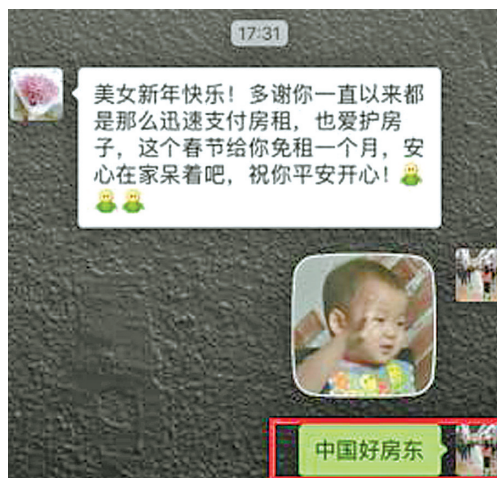 17:31
美女新年快乐！多谢你一直以来都
是那么迅速支付房租，也爱护房
子，这个春节给你免租一个月，安
心在家呆着吧，祝你平安开心！
中国好房东